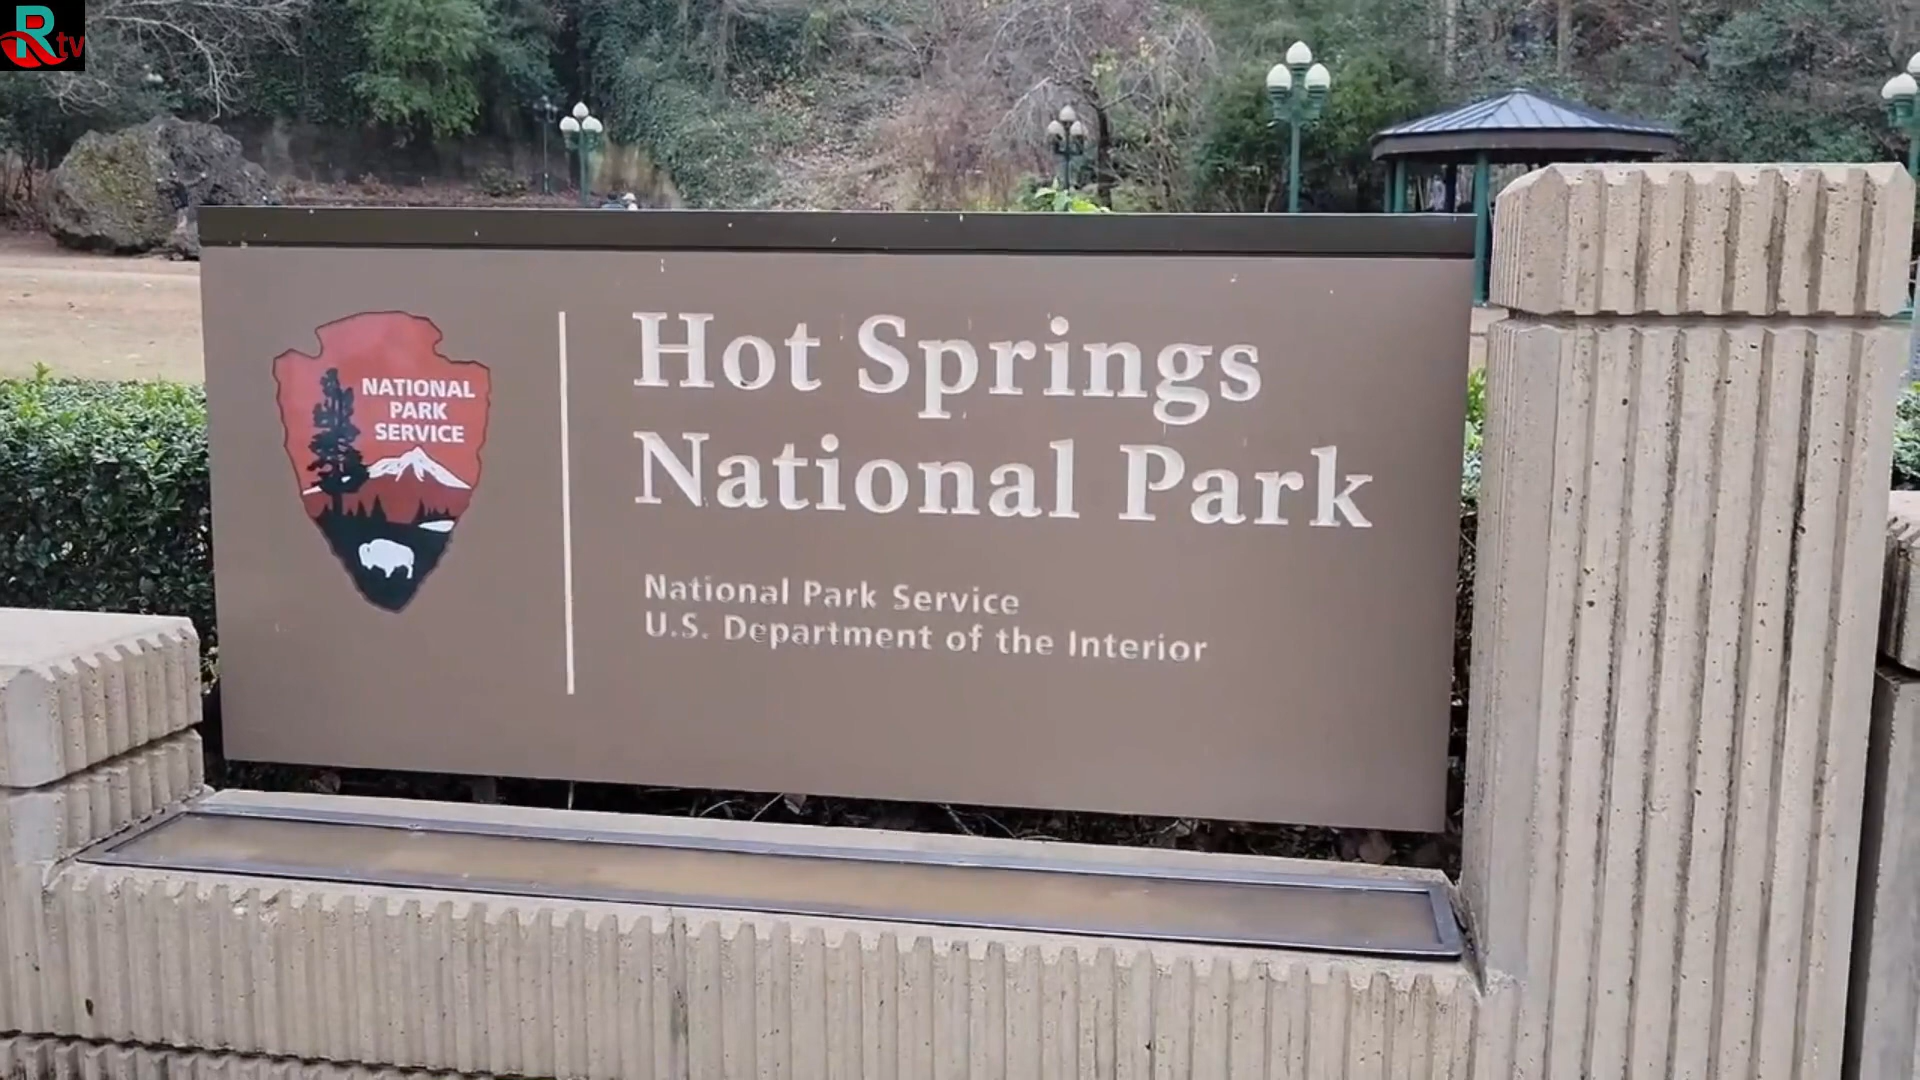 Rtv
NATIONAL
PARK
SERVICE
Hot Springs
National Park
National Park Service
U.S. Department of the Interior